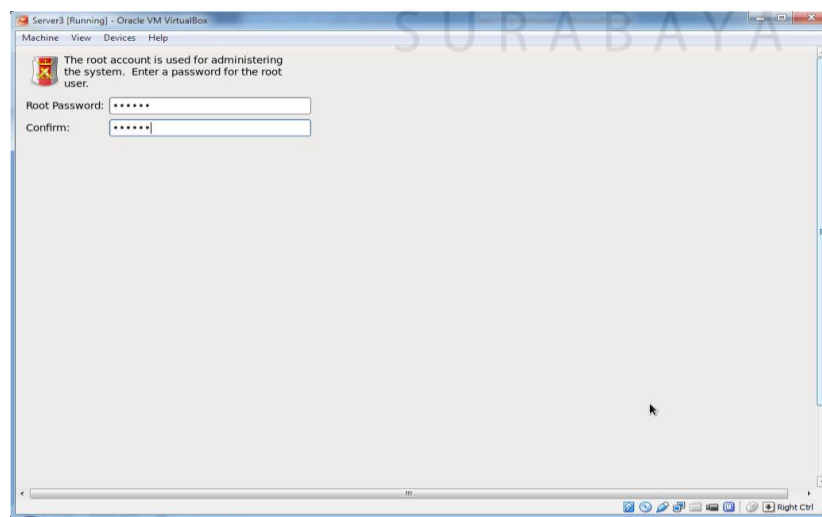 Server3 [Running] - Oracle VM VirtualBox
SURABAYA
Machine View Devices Help
The root account is used for administering
the system. Enter a password for the root
user.
Root Password: ••••••
Confirm: ••••••
Right Ctrl